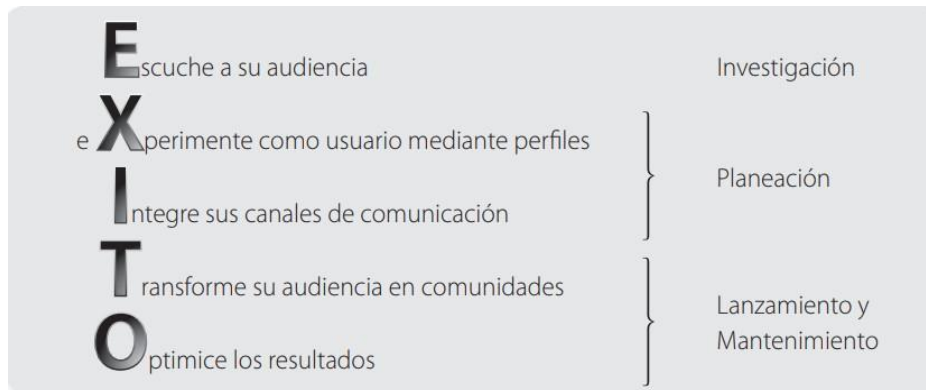 Escuche a su audiencia Investigación
e Xperimente como usuario mediante perfiles
Planeación
Integre sus canales de comunicación
Transforme su audiencia en comunidades
Lanzamiento y
Mantenimiento
Optimice los resultados